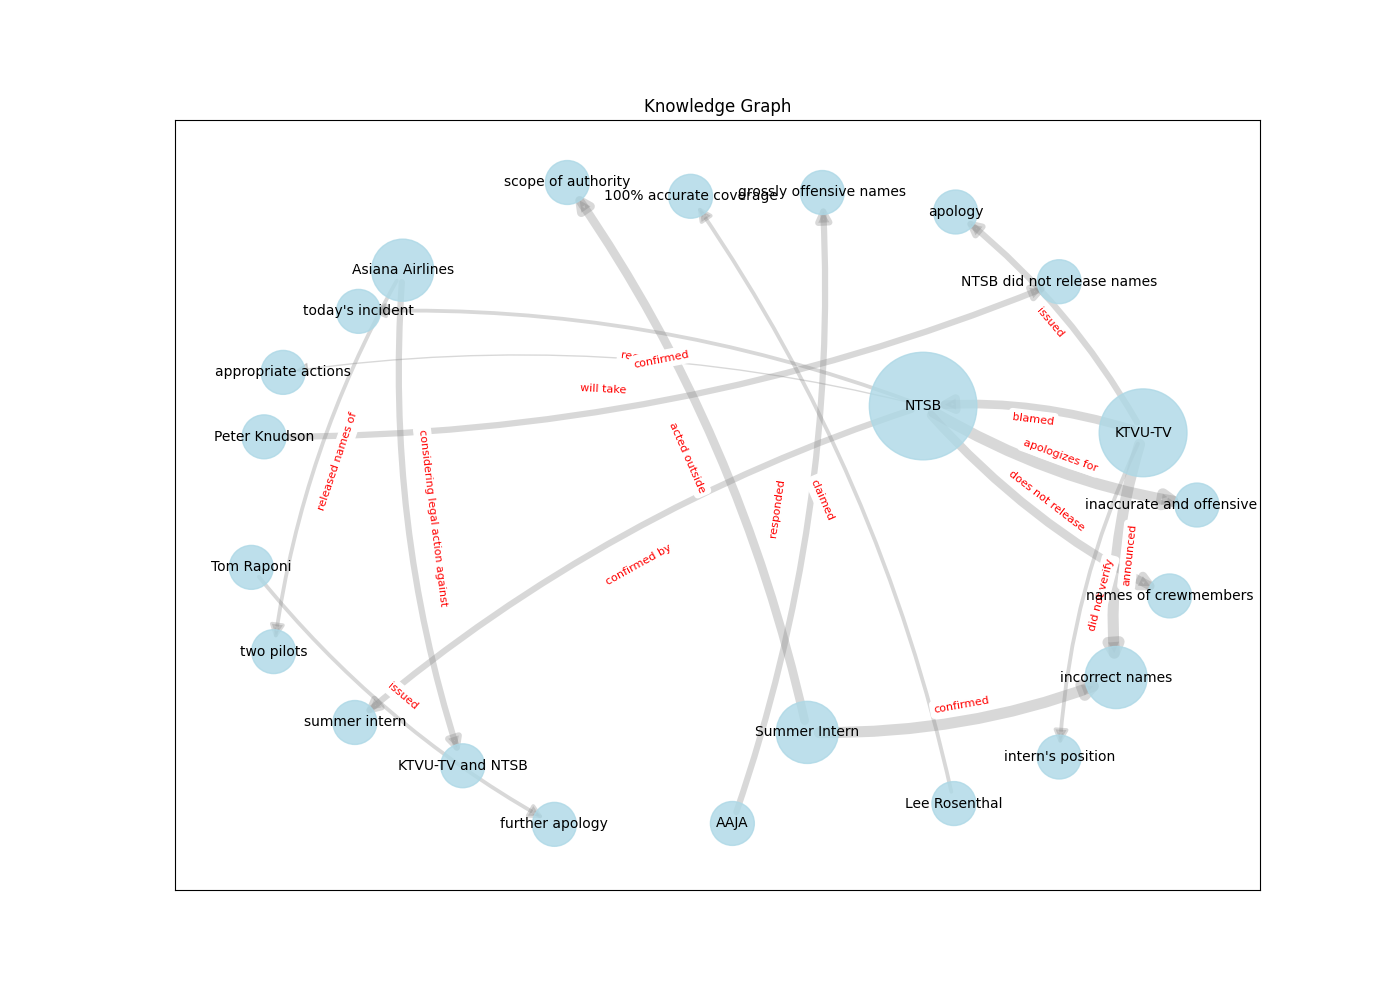 Knowledge Graph
scope of authority
100% accurate coverage
grossly offensive names
apology
Asiana Airlines
NTSB did not release names
today's incident
issued
confirmed
appropriate actions
will take
NTSB
blamed
KTVU-TV
Peter Knudson
released names of
considering legal action against
acted outside
responded
claimed
apologizes for
does not release
inaccurate and offensive
announced
did not verify
names of crewmembers
confirmed by
Tom Raponi
two pilots
issued
incorrect names
summer intern
confirmed
Summer Intern
intern's position
KTVU-TV and NTSB
Lee Rosenthal
further apology
AAJA